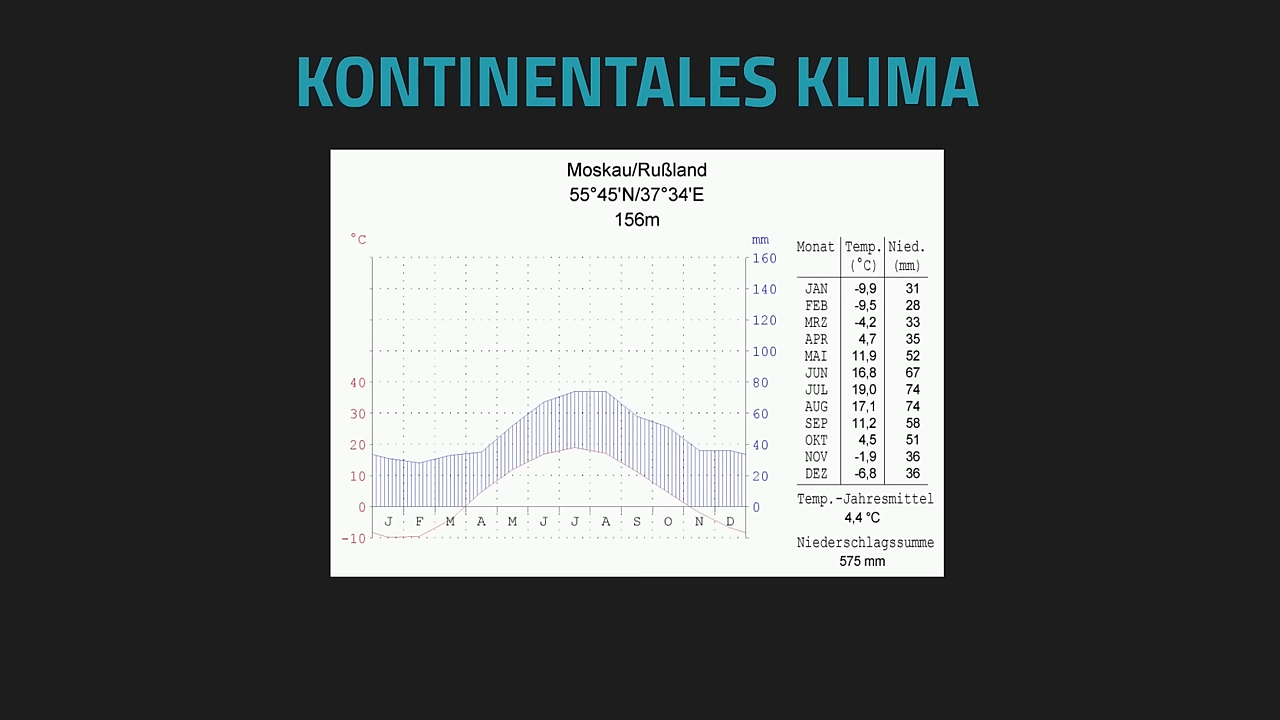 KONTINENTALES KLIMA
Moskau/Rußland
55°45'N/37°34'E
156m
°C
mm
160
140
120
100
40 80
30 60
20 40
10 20
0 0
J F M A M J J A S O N D
-10
Monat Temp. Nied.
(°C) (mm)
JAN -9,9 31
FEB -9,5 28
MRZ -4,2 33
APR 4,7 35
MAI 11,9 52
JUN 16,8 67
JUL 19,0 74
AUG 17,1 74
SEP 11,2 58
OKT 4,5 51
NOV -1,9 36
DEZ -6,8 36
Temp.-Jahresmittel
4,4 °C
Niederschlagssumme
575 mm